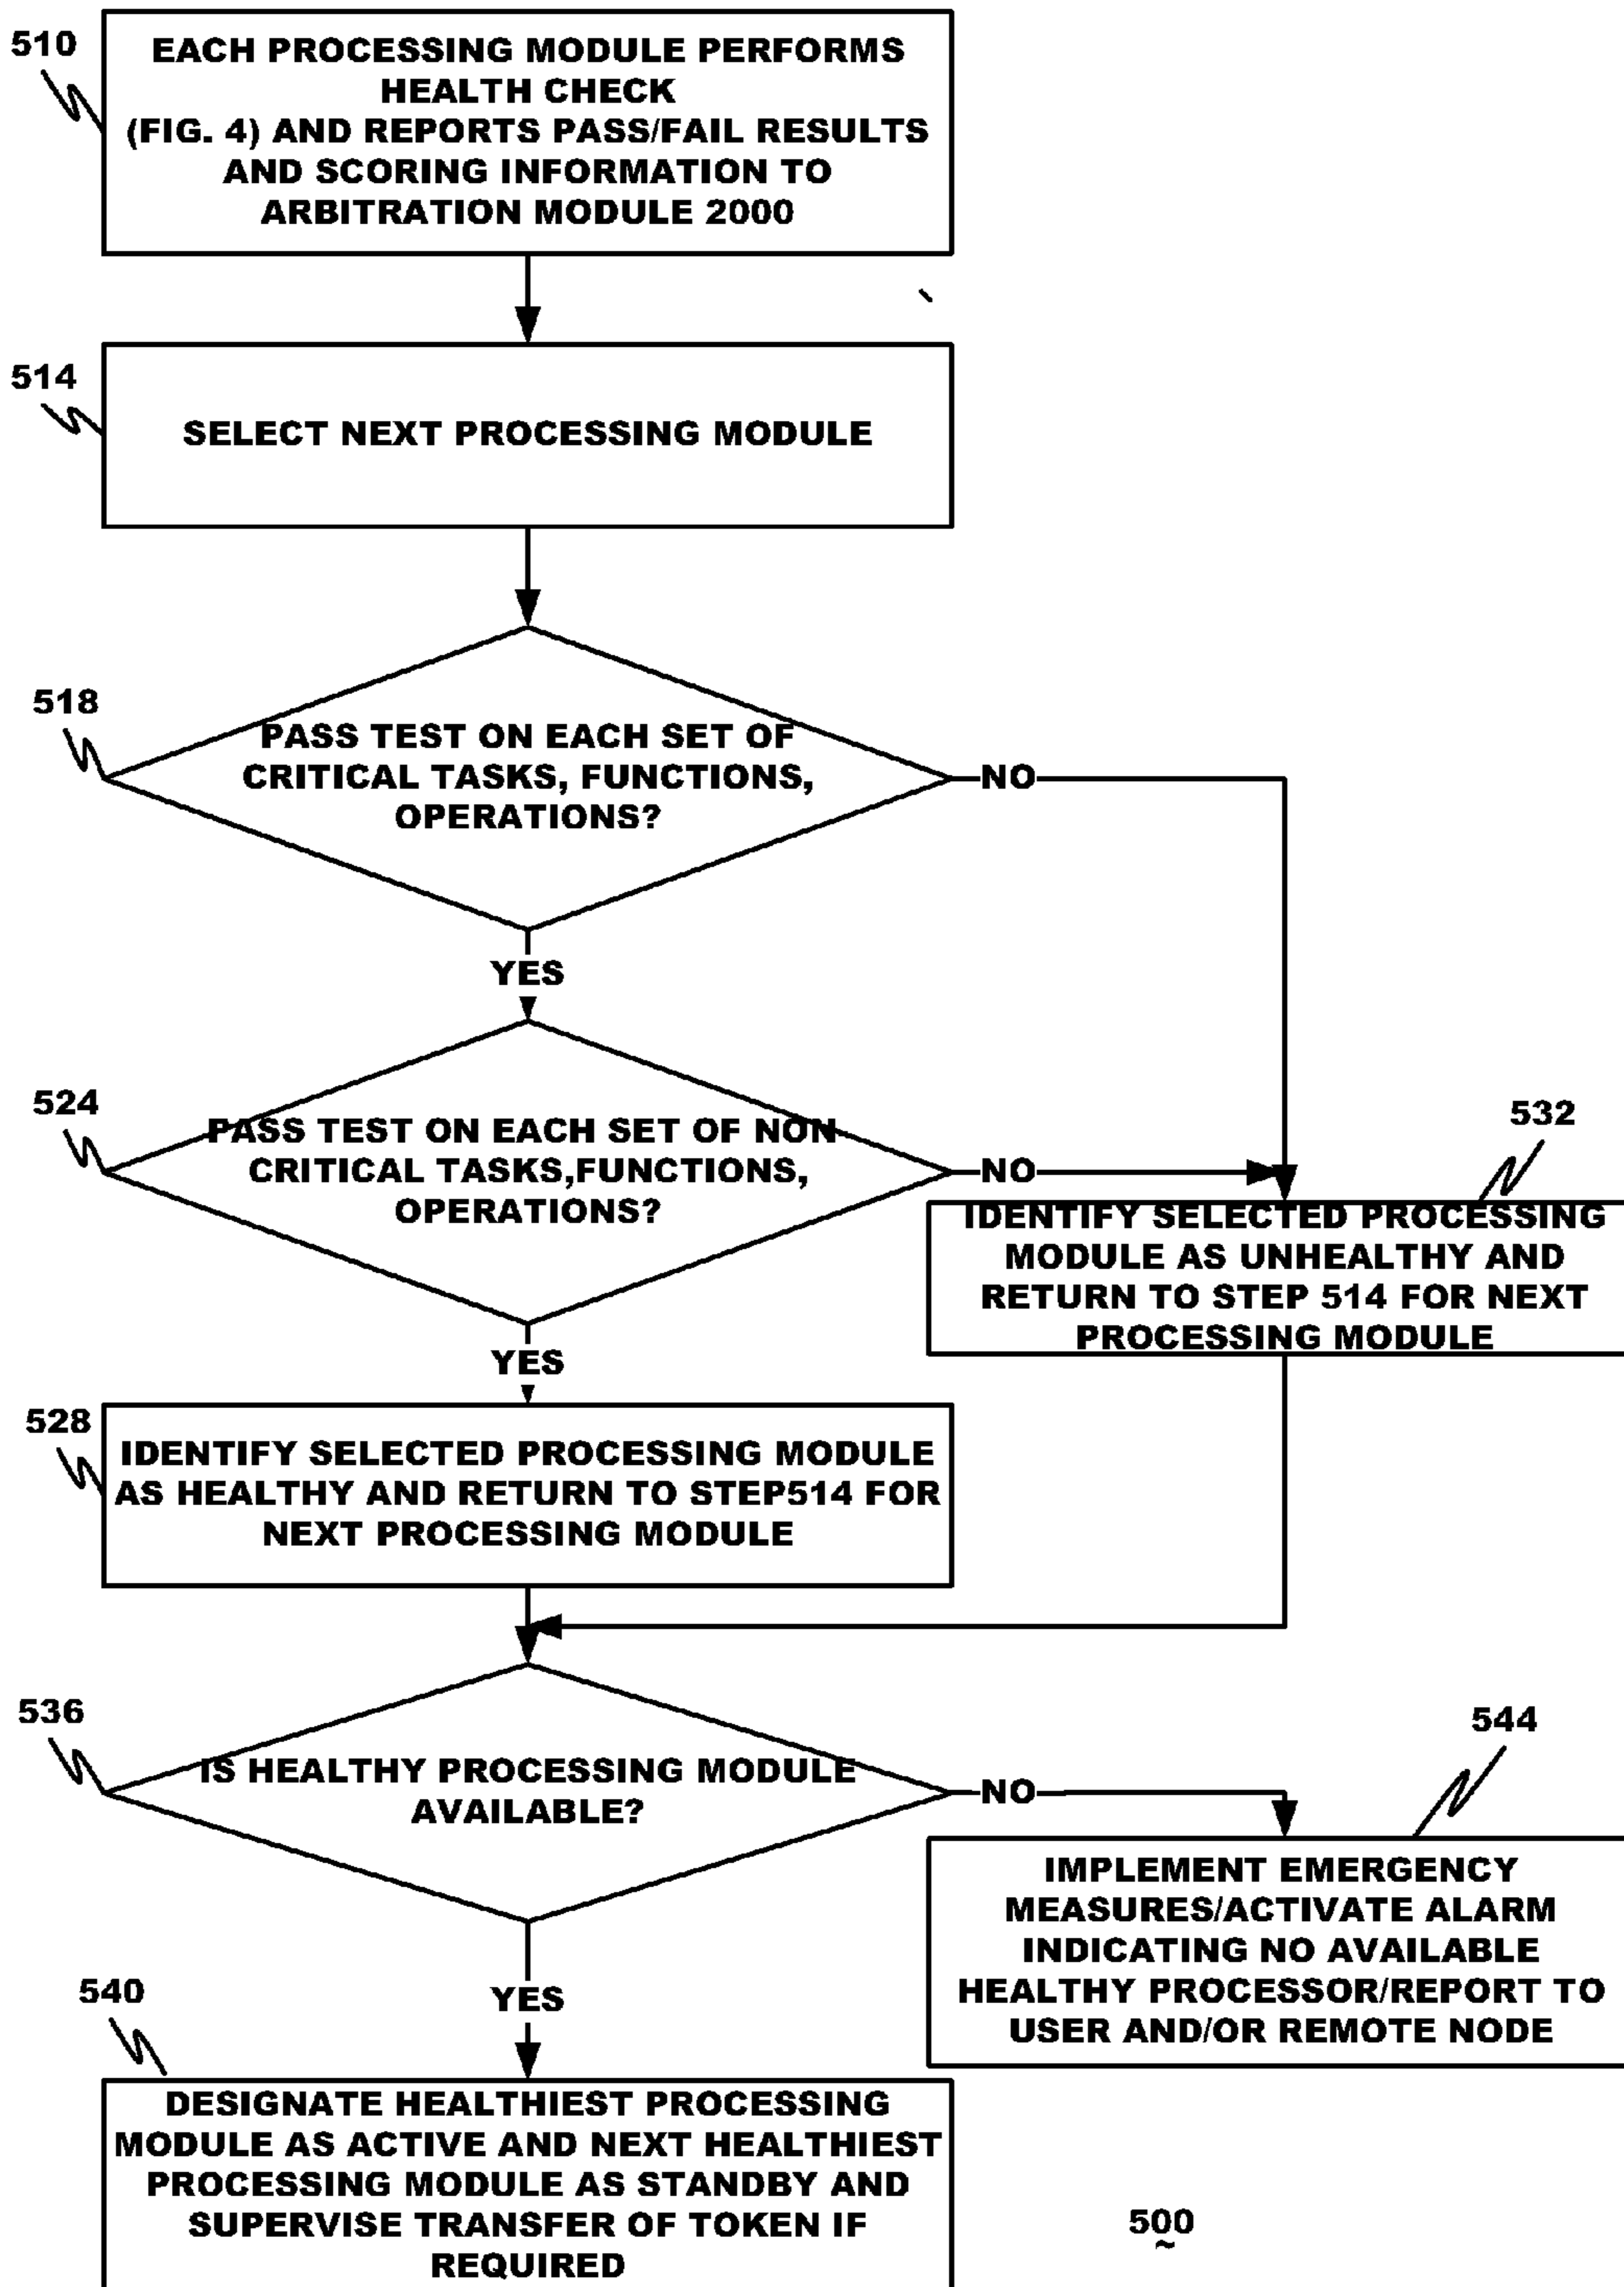 510
EACH PROCESSING MODULE PERFORMS
HEALTH CHECK
(FIG. 4) AND REPORTS PASS/FAIL RESULTS
AND SCORING INFORMATION TO
ARBITRATION MODULE 2000
514
SELECT NEXT PROCESSING MODULE
518
PASS TEST ON EACH SET OF
CRITICAL TASKS, FUNCTIONS,
OPERATIONS?
NO
YES
524
PASS TEST ON EACH SET OF NON
CRITICAL TASKS,FUNCTIONS,
OPERATIONS?
NO
532
IDENTIFY SELECTED PROCESSING
MODULE AS UNHEALTHY AND
RETURN TO STEP 514 FOR NEXT
PROCESSING MODULE
YES
528
IDENTIFY SELECTED PROCESSING MODULE
AS HEALTHY AND RETURN TO STEP514 FOR
NEXT PROCESSING MODULE
536
IS HEALTHY PROCESSING MODULE
AVAILABLE?
NO
544
IMPLEMENT EMERGENCY
MEASURES/ACTIVATE ALARM
INDICATING NO AVAILABLE
HEALTHY PROCESSOR/REPORT TO
USER AND/OR REMOTE NODE
YES
540
DESIGNATE HEALTHIEST PROCESSING
MODULE AS ACTIVE AND NEXT HEALTHIEST
PROCESSING MODULE AS STANDBY AND
SUPERVISE TRANSFER OF TOKEN IF
REQUIRED
500